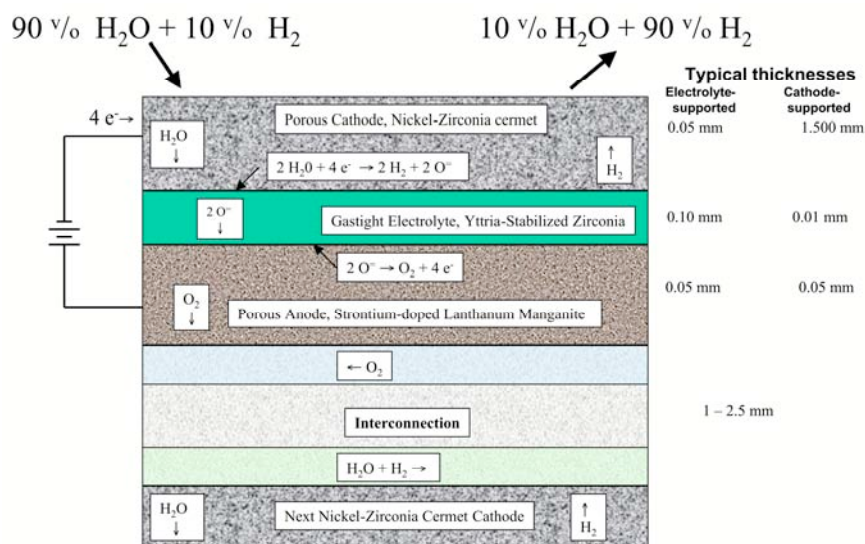 90 v/o H₂O + 10 v/o H₂
10 v/o H₂O + 90 v/o H₂
Typical thicknesses
Electrolyte-supported
Cathode-supported
4 e⁻→
Porous Cathode, Nickel-Zirconia cermet
0.05 mm
1.500 mm
H₂O
↓
↑
H₂
2 H₂0 + 4 e⁻ → 2 H₂ + 2 O⁼
2 O⁼
↓
Gastight Electrolyte, Yttria-Stabilized Zirconia
0.10 mm
0.01 mm
2 O⁼ → O₂ + 4 e⁻
O₂
↓
Porous Anode, Strontium-doped Lanthanum Manganite
0.05 mm
0.05 mm
← O₂
Interconnection
1 – 2.5 mm
H₂O + H₂ →
H₂O
↓
Next Nickel-Zirconia Cermet Cathode
↑
H₂